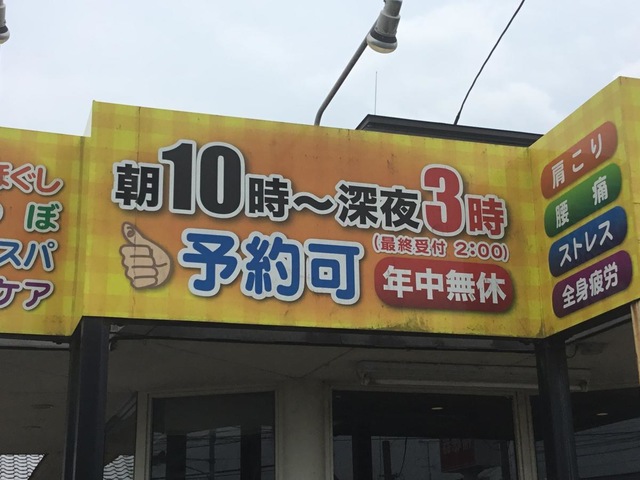 ほぐし
ぼ
スパ
ケア
朝10時～深夜3時
(最終受付 2:00)
予約可
年中無休
肩こり
腰痛
ストレス
全身疲労